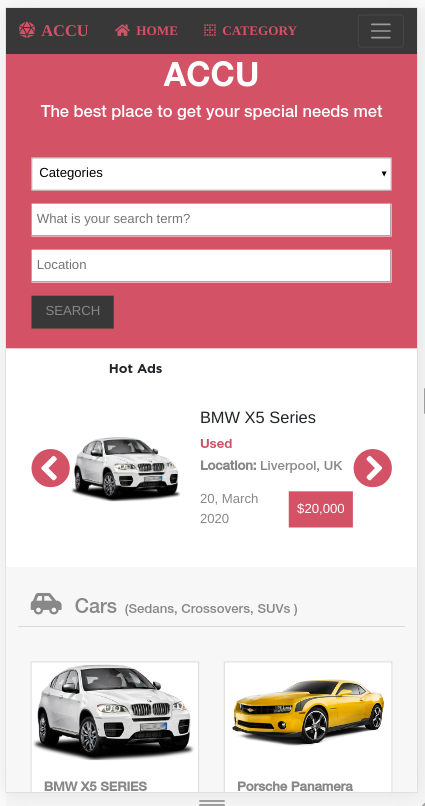 ACCU HOME CATEGORY
ACCU
The best place to get your special needs met
Categories
What is your search term?
Location
SEARCH
Hot Ads
BMW X5 Series
Used
Location: Liverpool, UK
20, March
2020
$20,000
Cars (Sedans, Crossovers, SUVs )
BMW X5 SERIES
Porsche Panamera